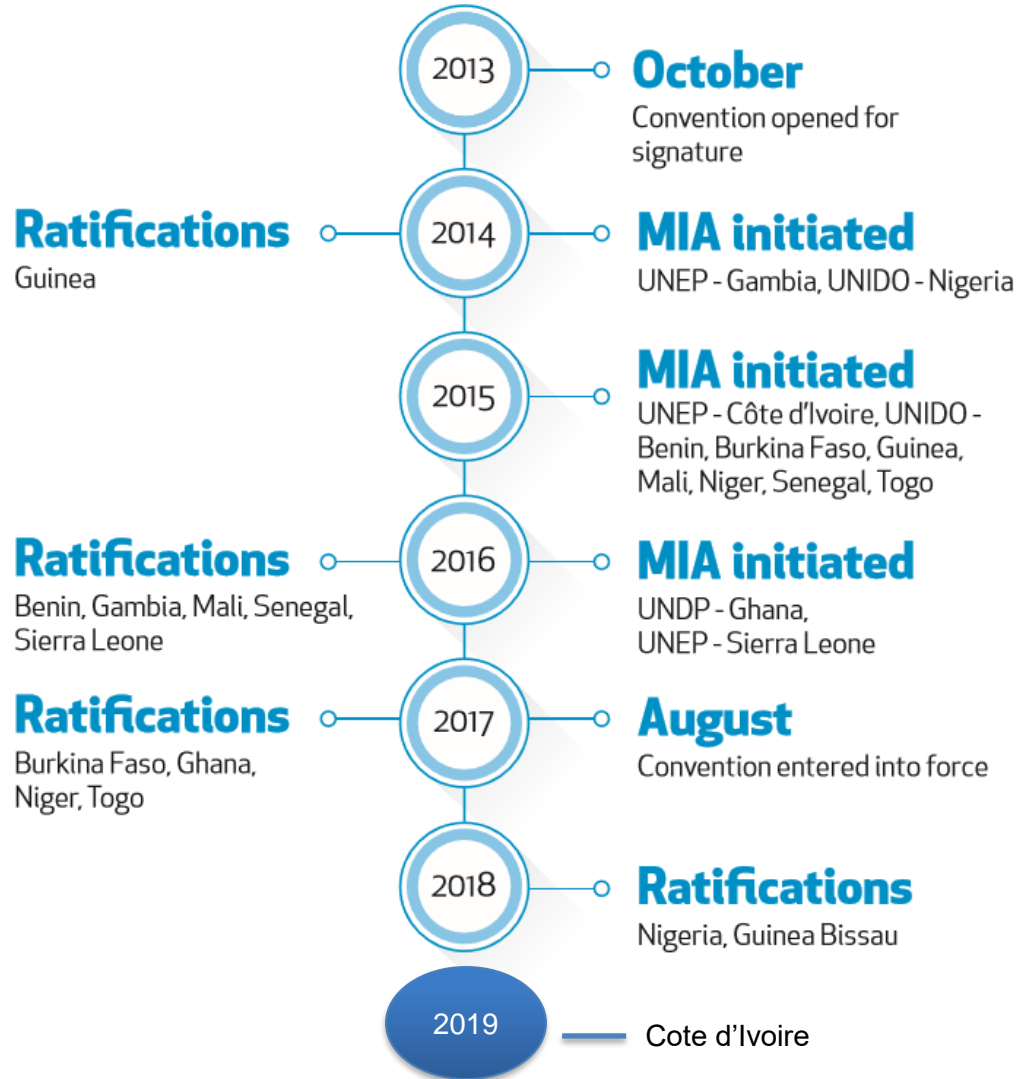 2013
October
Convention opened for
signature
Ratifications
Guinea
2014
MIA initiated
UNEP - Gambia, UNIDO - Nigeria
2015
MIA initiated
UNEP - Côte d'Ivoire, UNIDO -
Benin, Burkina Faso, Guinea,
Mali, Niger, Senegal, Togo
Ratifications
Benin, Gambia, Mali, Senegal,
Sierra Leone
2016
MIA initiated
UNDP - Ghana,
UNEP - Sierra Leone
Ratifications
Burkina Faso, Ghana,
Niger, Togo
2017
August
Convention entered into force
2018
Ratifications
Nigeria, Guinea Bissau
2019
Cote d'Ivoire